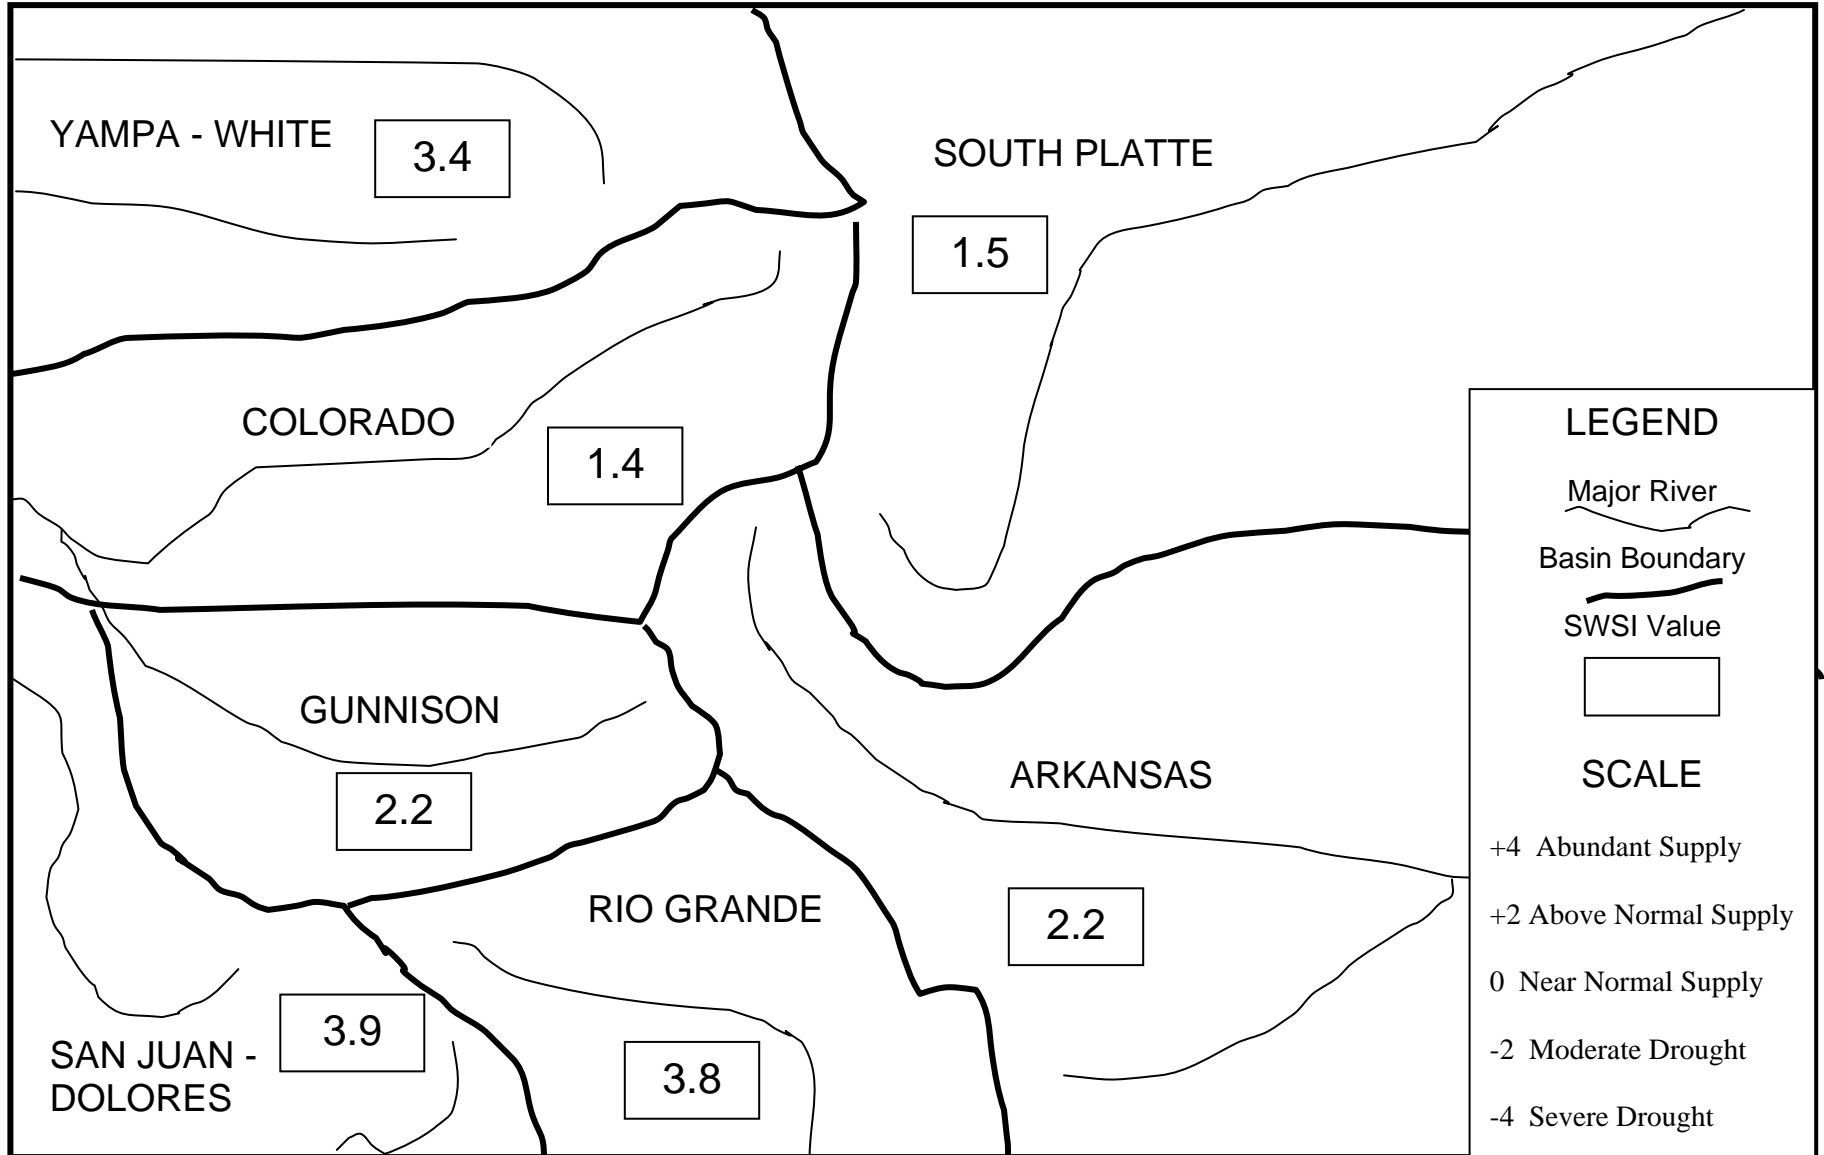 YAMPA - WHITE
3.4
SOUTH PLATTE
1.5
COLORADO
1.4
GUNNISON
2.2
ARKANSAS
2.2
RIO GRANDE
3.8
SAN JUAN -
DOLORES
3.9
LEGEND
Major River
Basin Boundary
SWSI Value
SCALE
+4 Abundant Supply
+2 Above Normal Supply
0 Near Normal Supply
-2 Moderate Drought
-4 Severe Drought